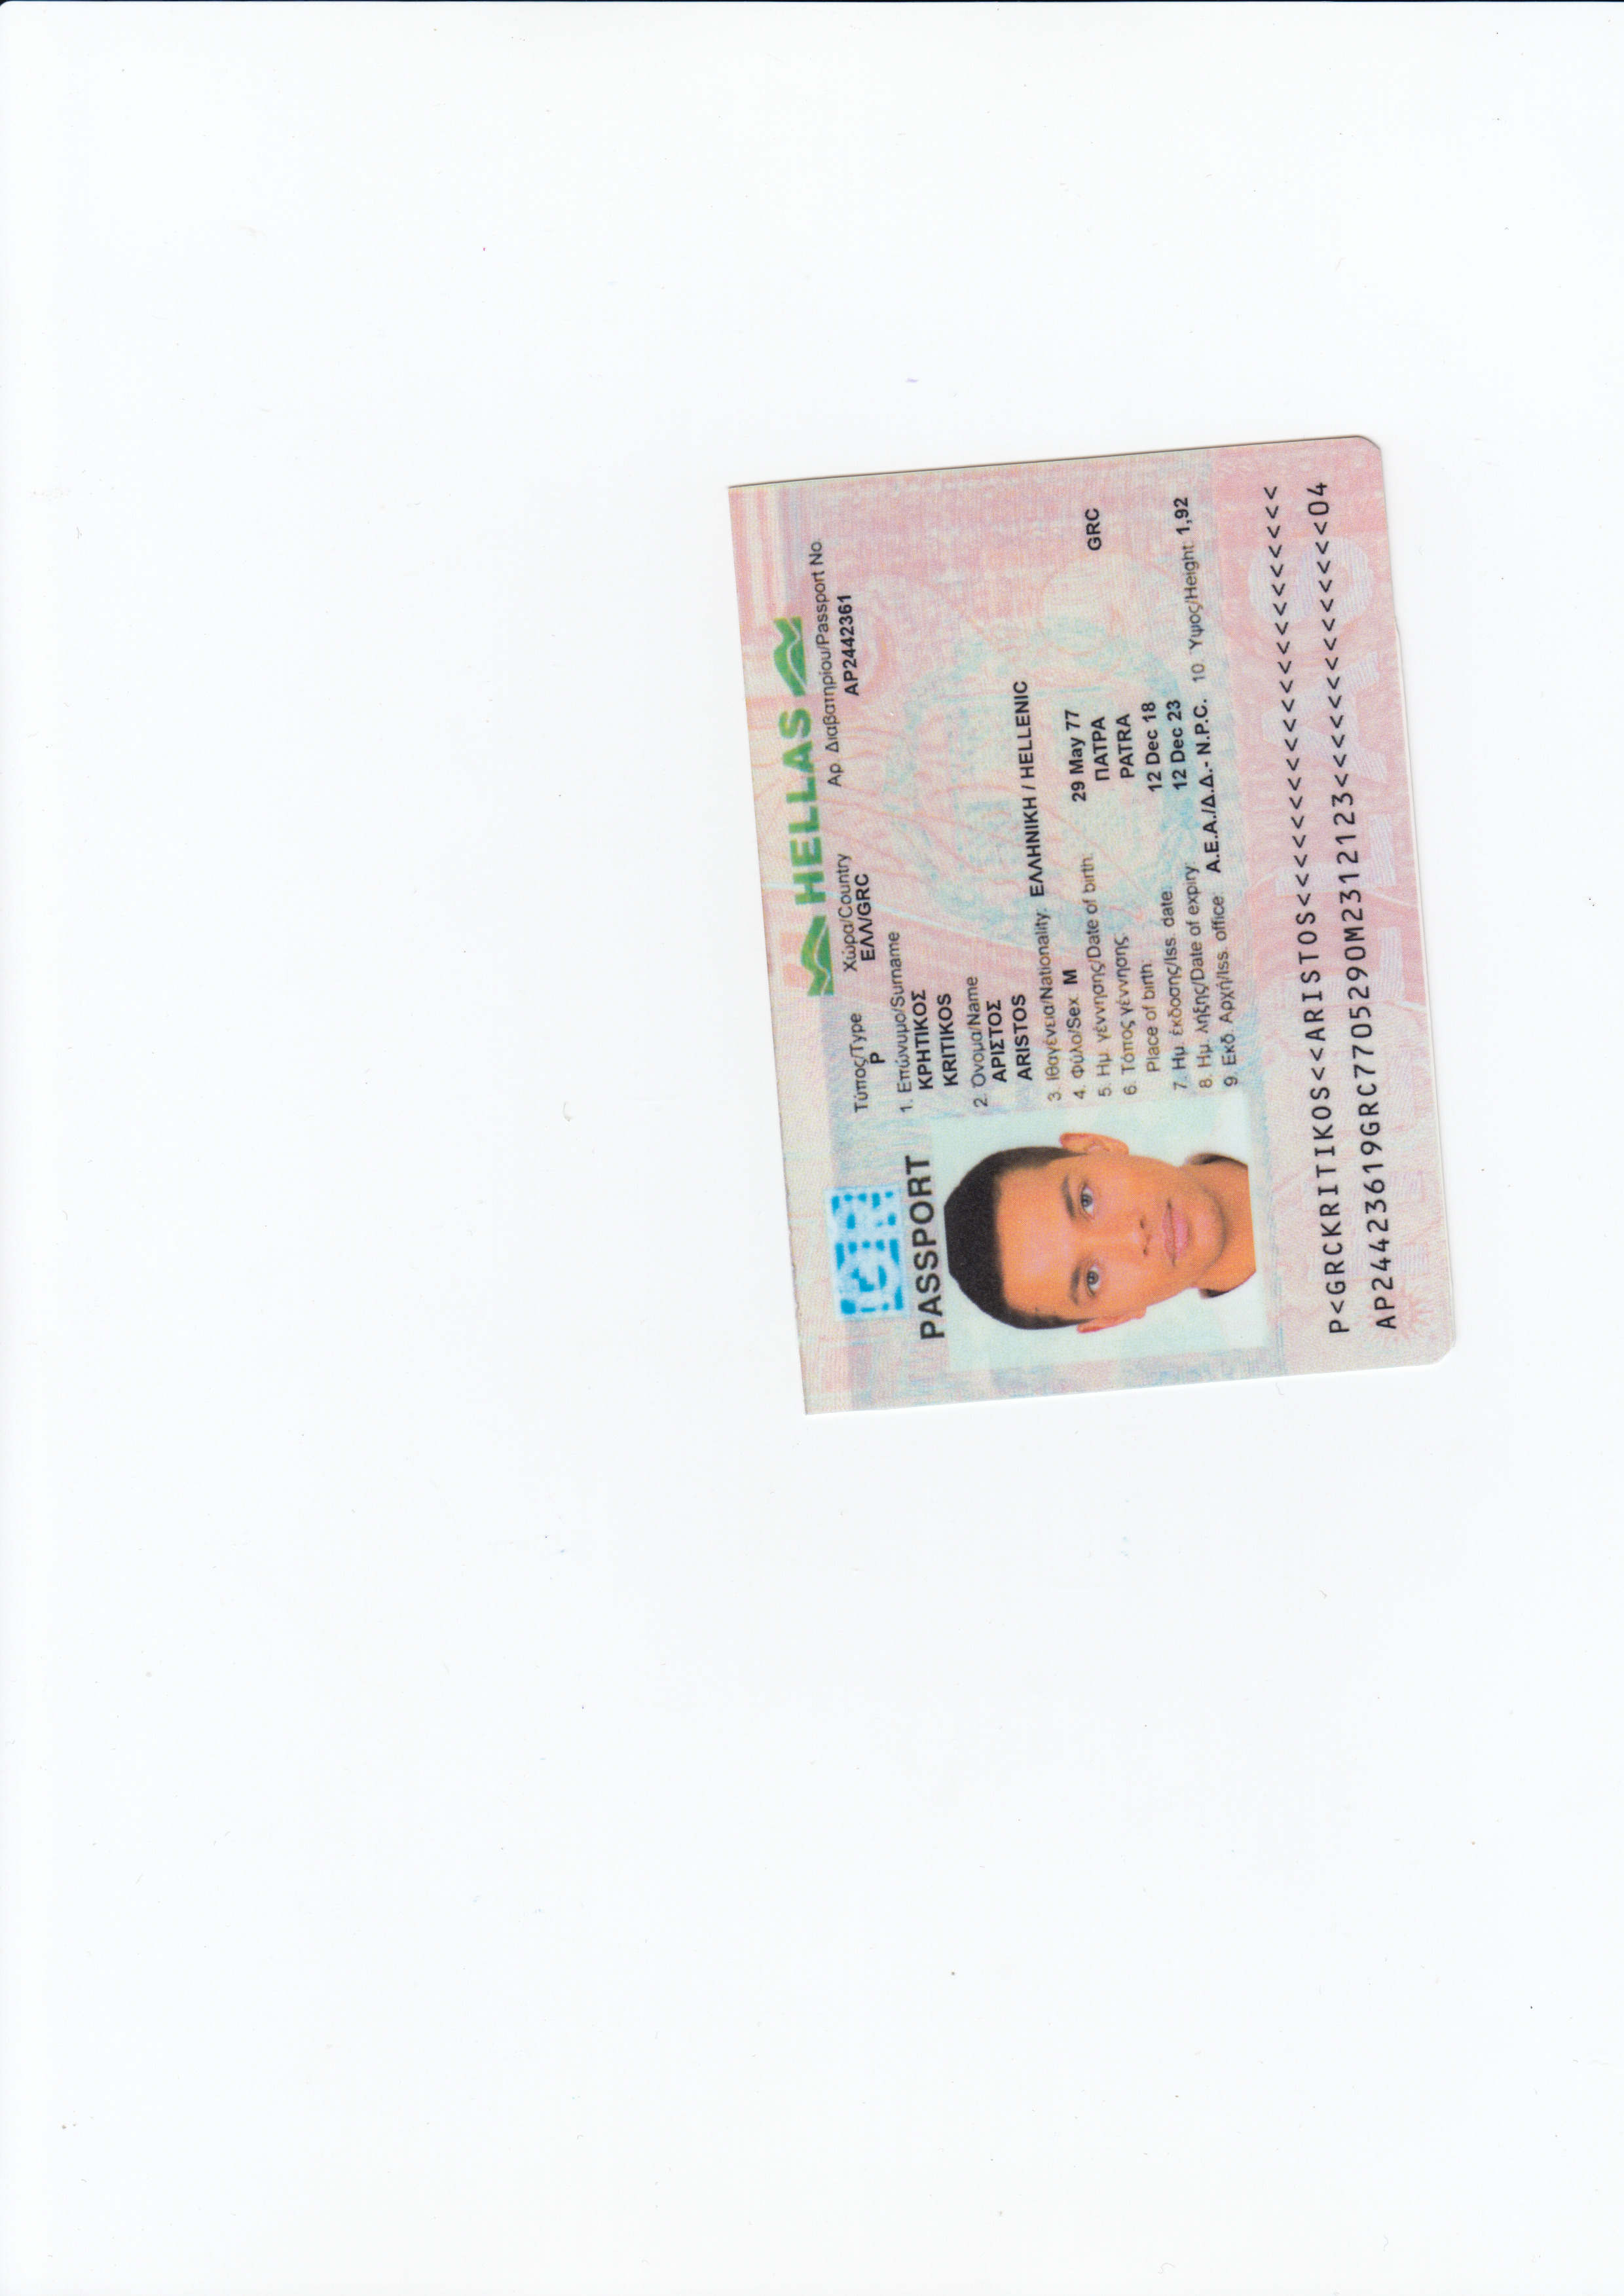 HELLAS
PASSPORT
Τύπος/Type Χώρα/Country Αρ. Διαβατηρίου/Passport No
P ΕΛΛ/GRC AP2442361
1. Επώνυμο/Surname
ΚΡΗΤΙΚΟΣ
KRITIKOS
2. Όνομα/Name
ΑΡΙΣΤΟΣ
ARISTOS
3. Ιθαγένεια/Nationality: ΕΛΛΗΝΙΚΗ / HELLENIC
4. Φύλο/Sex: M
5. Ημ. γέννησης/Date of birth: 29 May 77 GRC
6. Τόπος γέννησης ΠΑΤΡΑ
Place of birth: PATRA
7. Ημ. έκδοσης/Iss. date: 12 Dec 18
8. Ημ. λήξης/Date of expiry 12 Dec 23
9. Εκδ. Αρχή/Iss. office: Α.Ε.Α./Δ.Δ.- N.P.C. 10. Υψος/Height: 1,92
P<GRCKRITIKOS<<ARISTOS<<<<<<<<<<<<<<<<<<<<<<
AP24423619GRC7705290M2312123<<<<<<<<<<<<<<04